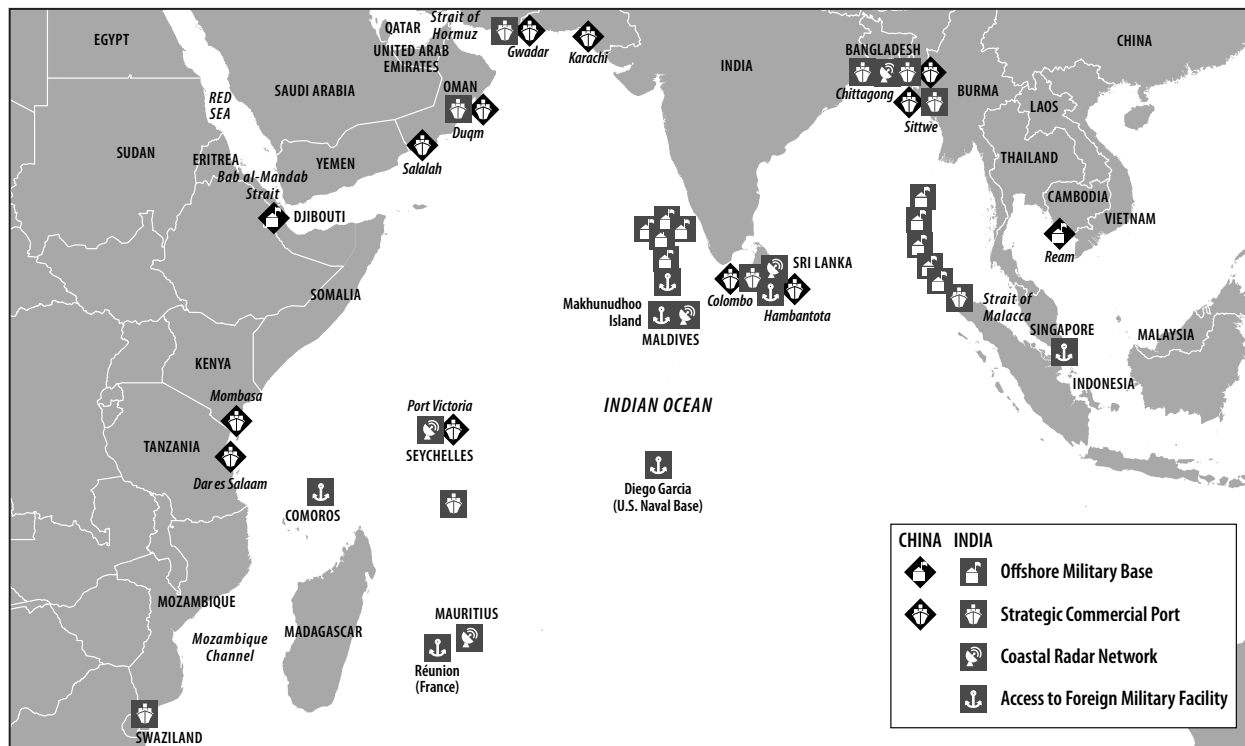 EGYPT
RED
SEA
SAUDI ARABIA
QATAR
Strait of
Hormuz
UNITED ARAB
EMIRATES
OMAN
Duqm
Salalah
YEMEN
Gwadar
Karachi
INDIA
BANGLADESH
Chittagong
BURMA
Sittwe
CHINA
LAOS
THAILAND
CAMBODIA
VIETNAM
Ream
SUDAN
ERITREA
Bab al-Mandab
Strait
DJIBOUTI
SOMALIA
Makhunudhoo
Island
MALDIVES
Colombo
SRI LANKA
Hambantota
Strait of
Malacca
SINGAPORE
MALAYSIA
INDONESIA
KENYA
Mombasa
TANZANIA
Dar es Salaam
Port Victoria
SEYCHELLES
INDIAN OCEAN
COMOROS
Diego Garcia
(U.S. Naval Base)
MOZAMBIQUE
Mozambique
Channel
MADAGASCAR
MAURITIUS
Réunion
(France)
SWAZILAND
CHINA INDIA
Offshore Military Base
Strategic Commercial Port
Coastal Radar Network
Access to Foreign Military Facility